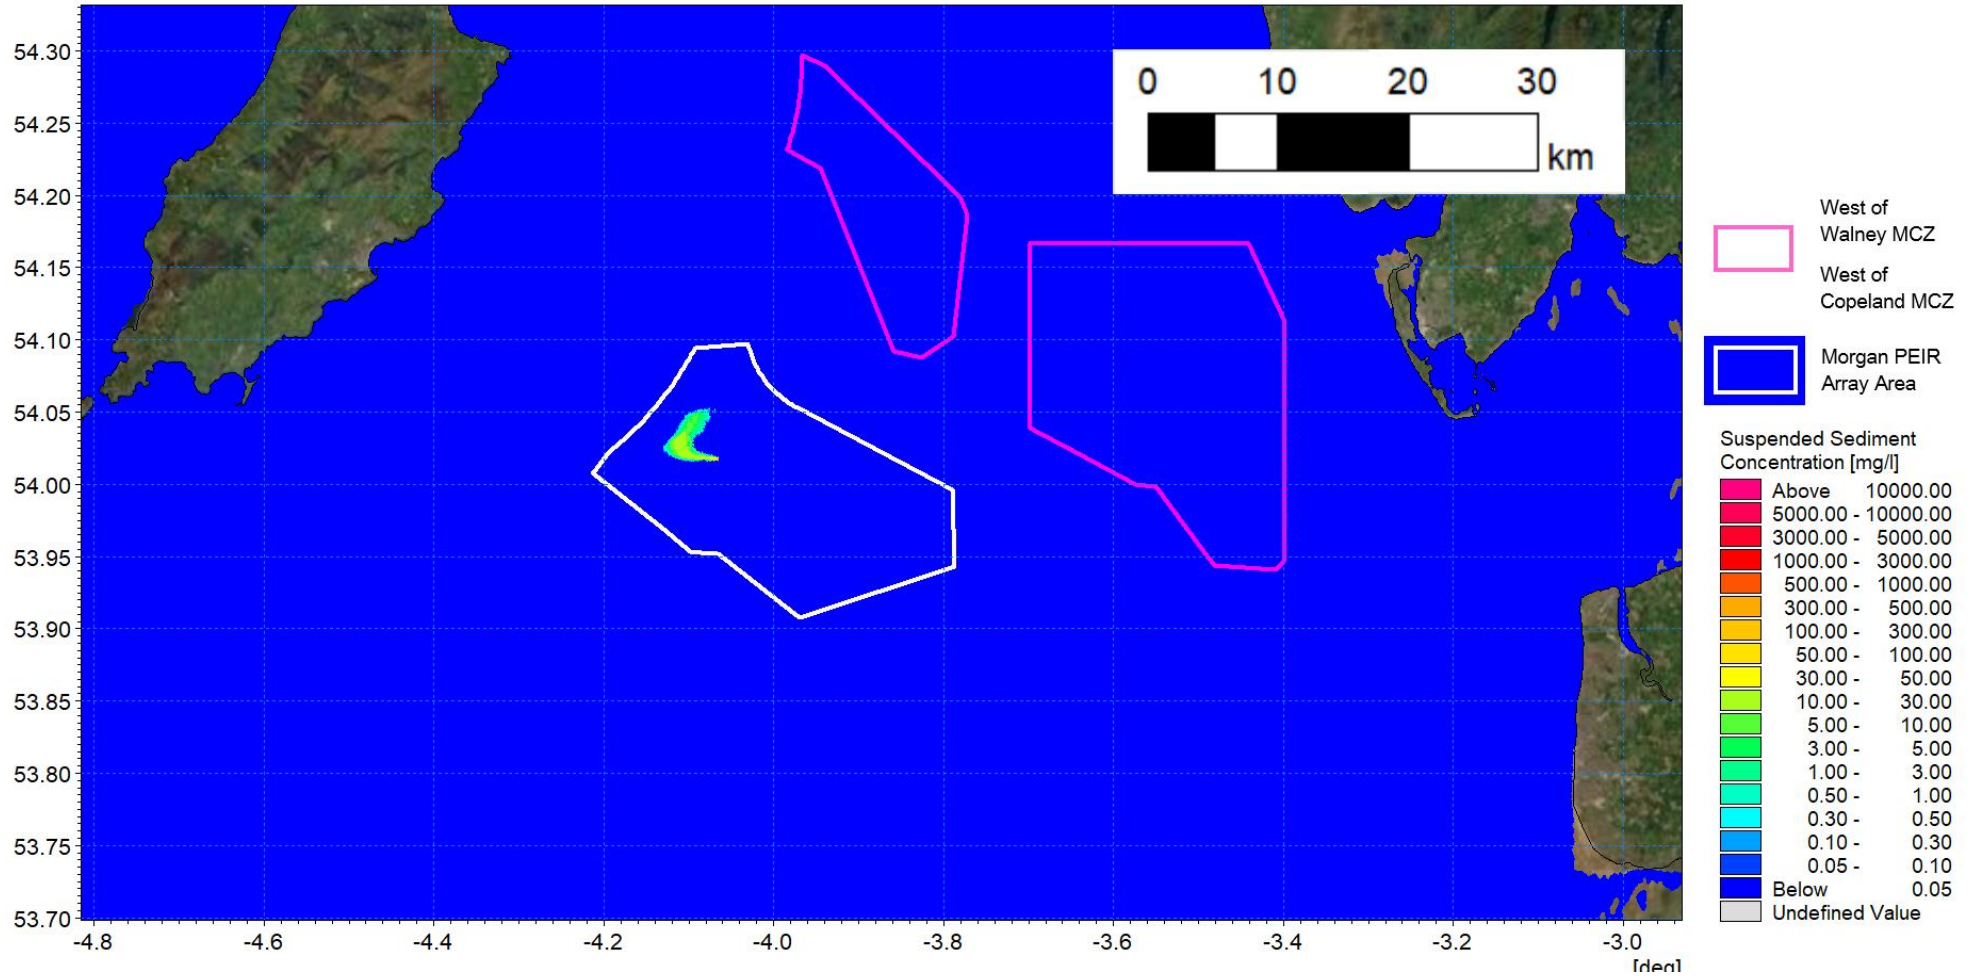 54.30
54.25
54.20
54.15
54.10
54.05
54.00
53.95
53.90
53.85
53.80
53.75
53.70
-4.8 -4.6 -4.4 -4.2 -4.0 -3.8 -3.6 -3.4 -3.2 -3.0
[deg]
0 10 20 30
km
West of
Walney MCZ
West of
Copeland MCZ
Morgan PEIR
Array Area
Suspended Sediment
Concentration [mg/l]
Above 10000.00
5000.00 - 10000.00
3000.00 - 5000.00
1000.00 - 3000.00
500.00 - 1000.00
300.00 - 500.00
100.00 - 300.00
50.00 - 100.00
30.00 - 50.00
10.00 - 30.00
5.00 - 10.00
3.00 - 5.00
1.00 - 3.00
0.50 - 1.00
0.30 - 0.50
0.10 - 0.30
0.05 - 0.10
Below 0.05
Undefined Value